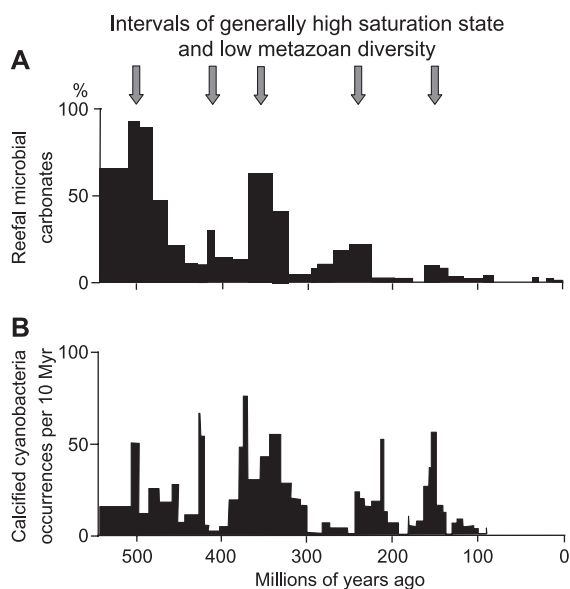 Intervals of generally high saturation state
and low metazoan diversity
A
%
100
50
0
Reefal microbial
carbonates
B
100
50
0
Calcified cyanobacteria
occurrences per 10 Myr
500 400 300 200 100 0
Millions of years ago